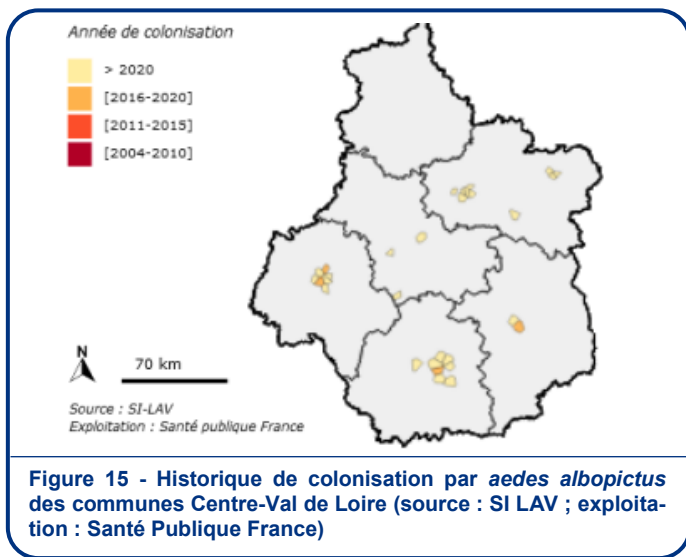 Année de colonisation
> 2020
[2016-2020]
[2011-2015]
[2004-2010]
N
70 km
Source : SI-LAV
Exploitation : Santé publique France
Figure 15 - Historique de colonisation par aedes albopictus
des communes Centre-Val de Loire (source : SI LAV ; exploita-
tion : Santé Publique France)